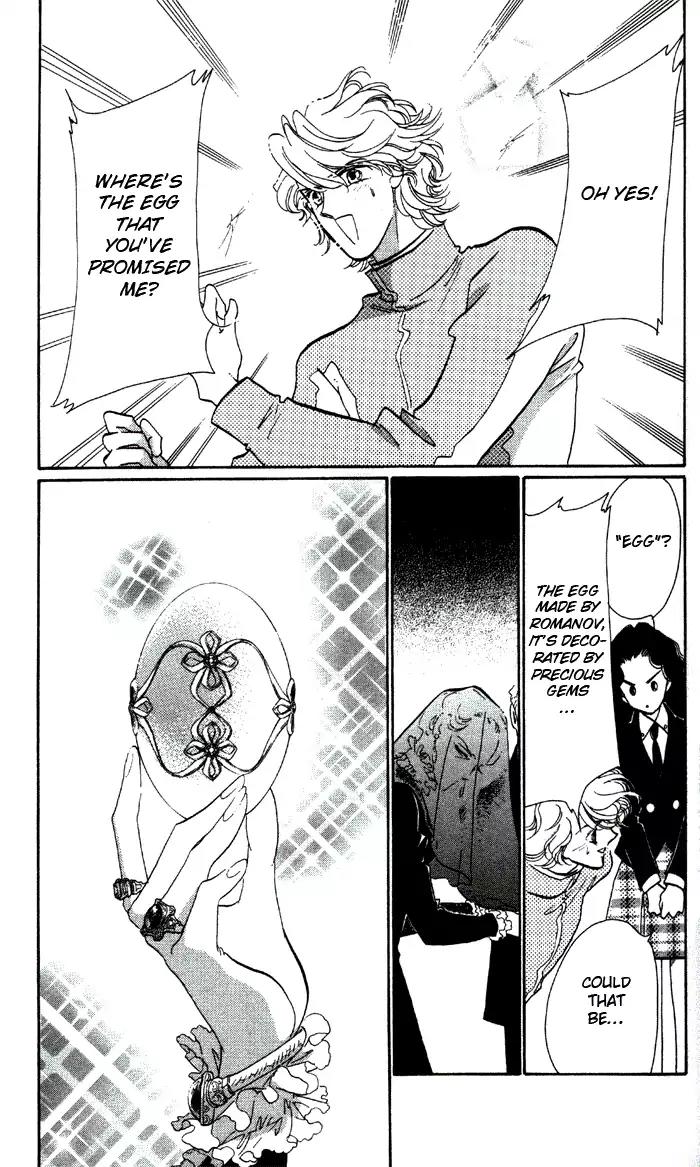 OH YES!
WHERE'S
THE EGG
THAT
YOU'VE
PROMISED
ME?
"EGG"?
THE EGG
MADE BY
ROMANOV,
IT'S DECO-
RATED BY
PRECIOUS
GEMS
...
COULD
THAT
BE...